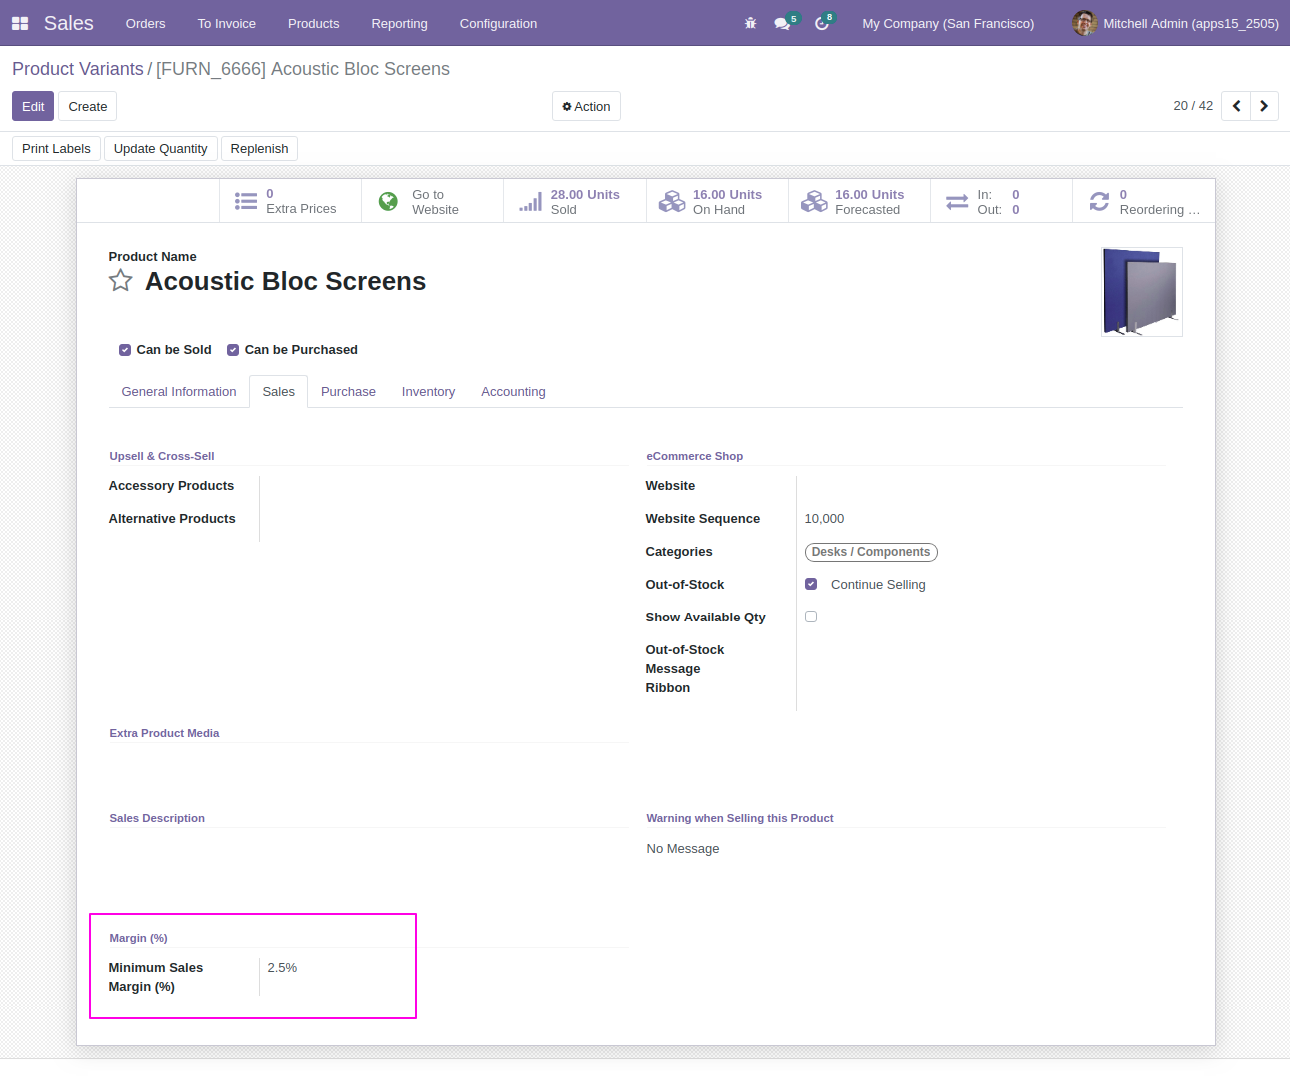 Sales Orders To Invoice Products Reporting Configuration 5 8 My Company (San Francisco) Mitchell Admin (apps15_2505)
Product Variants / [FURN_6666] Acoustic Bloc Screens
Edit Create Action 20 / 42
Print Labels Update Quantity Replenish
0 Extra Prices
Go to Website
28.00 Units Sold
16.00 Units On Hand
16.00 Units Forecasted
In: 0
Out: 0
0 Reordering ...
Product Name
Acoustic Bloc Screens
Can be Sold Can be Purchased
General Information Sales Purchase Inventory Accounting
Upsell & Cross-Sell
Accessory Products
Alternative Products
eCommerce Shop
Website
Website Sequence 10,000
Categories Desks / Components
Out-of-Stock Continue Selling
Show Available Qty
Out-of-Stock
Message
Ribbon
Extra Product Media
Sales Description
Warning when Selling this Product
No Message
Margin (%)
Minimum Sales 2.5%
Margin (%)